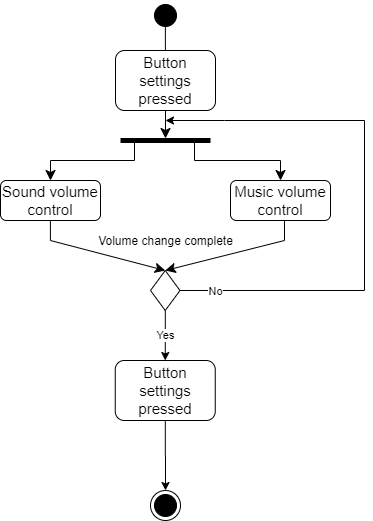 Button
settings
pressed
Sound volume
control
Music volume
control
Volume change complete
No
Yes
Button
settings
pressed